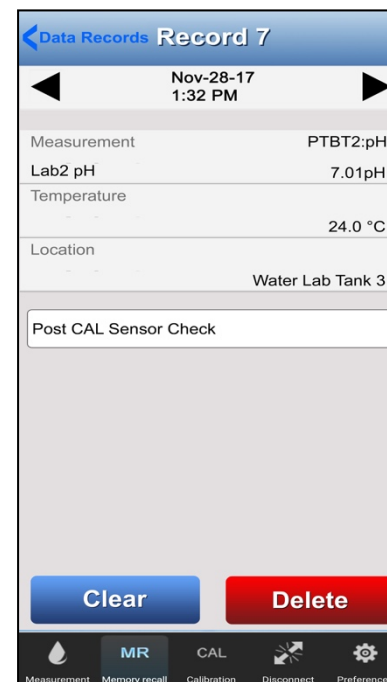 Data Records Record 7
Nov-28-17
1:32 PM
Measurement PTBT2:pH
Lab2 pH 7.01pH
Temperature
24.0 °C
Location
Water Lab Tank 3
Post CAL Sensor Check
Clear Delete
MR CAL
Measurement Memory recall Calibration Disconnect Preference